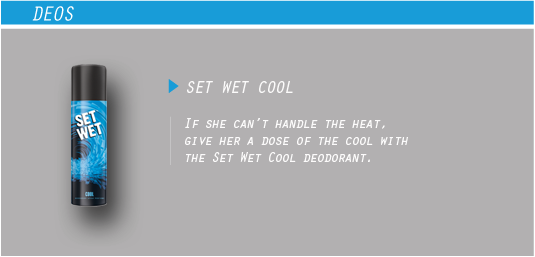 DEOS
SET WET COOL
IF SHE CAN'T HANDLE THE HEAT,
GIVE HER A DOSE OF THE COOL WITH
THE SET WET COOL DEODORANT.
SET
WET
COOL